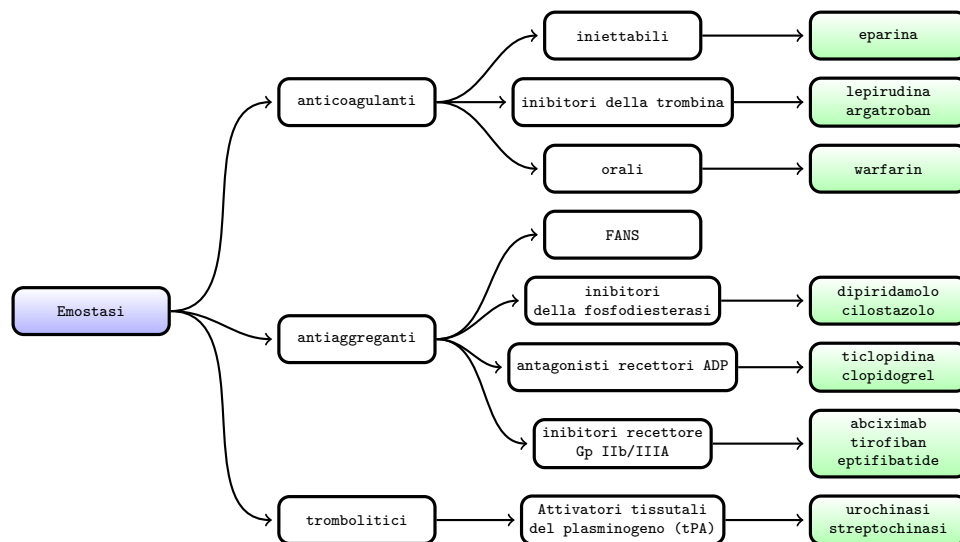 iniettabili
eparina
anticoagulanti
inibitori della trombina
lepirudina
argatroban
orali
warfarin
FANS
Emostasi
inibitori
della fosfodiesterasi
dipiridamolo
cilostazolo
antiaggreganti
antagonisti recettori ADP
ticlopidina
clopidogrel
inibitori recettore
Gp IIb/IIIA
abciximab
tirofiban
eptifibatide
trombolitici
Attivatori tissutali
del plasminogeno (tPA)
urochinasi
streptochinasi